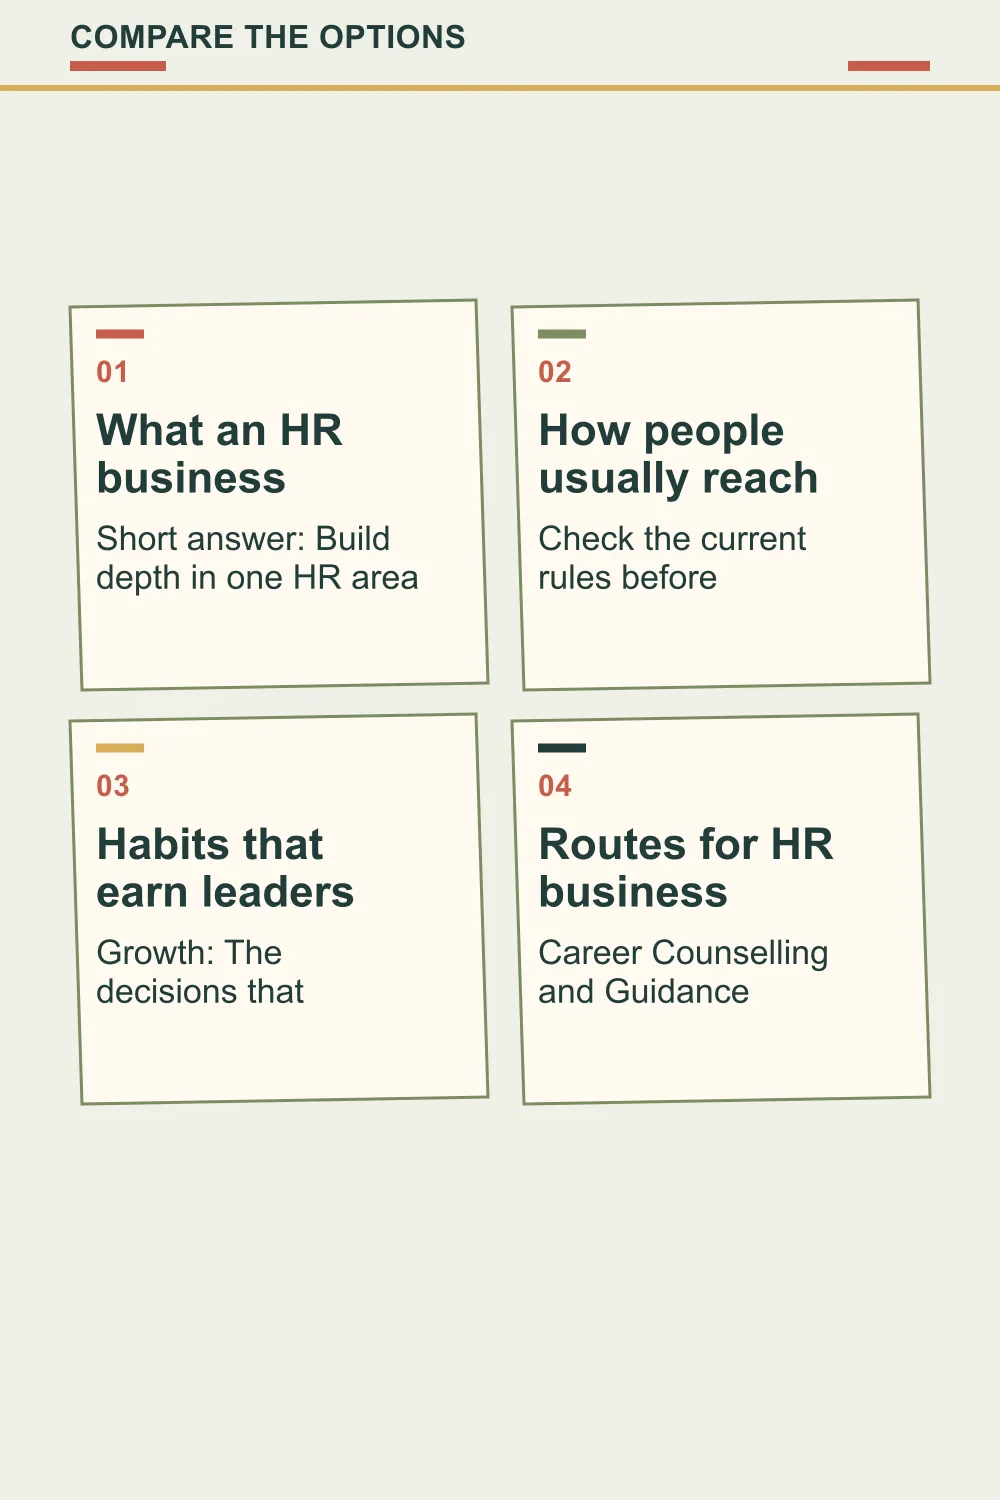 COMPARE THE OPTIONS
01
What an HR
business
Short answer: Build
depth in one HR area
02
How people
usually reach
Check the current
rules before
03
Habits that
earn leaders
Growth: The
decisions that
04
Routes for HR
business
Career Counselling
and Guidance